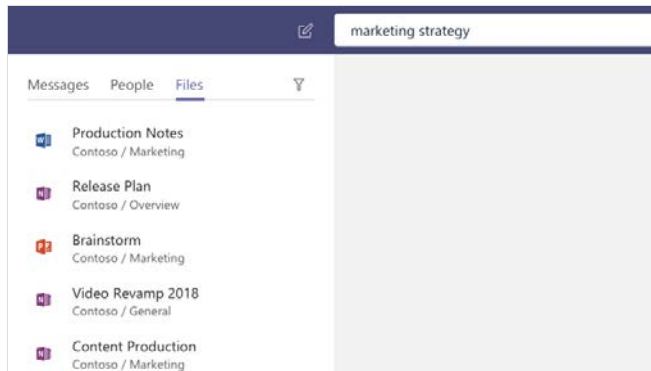 marketing strategy
Messages People Files
Production Notes
Contoso / Marketing
Release Plan
Contoso / Overview
Brainstorm
Contoso / Marketing
Video Revamp 2018
Contoso / General
Content Production
Contoso / Marketing